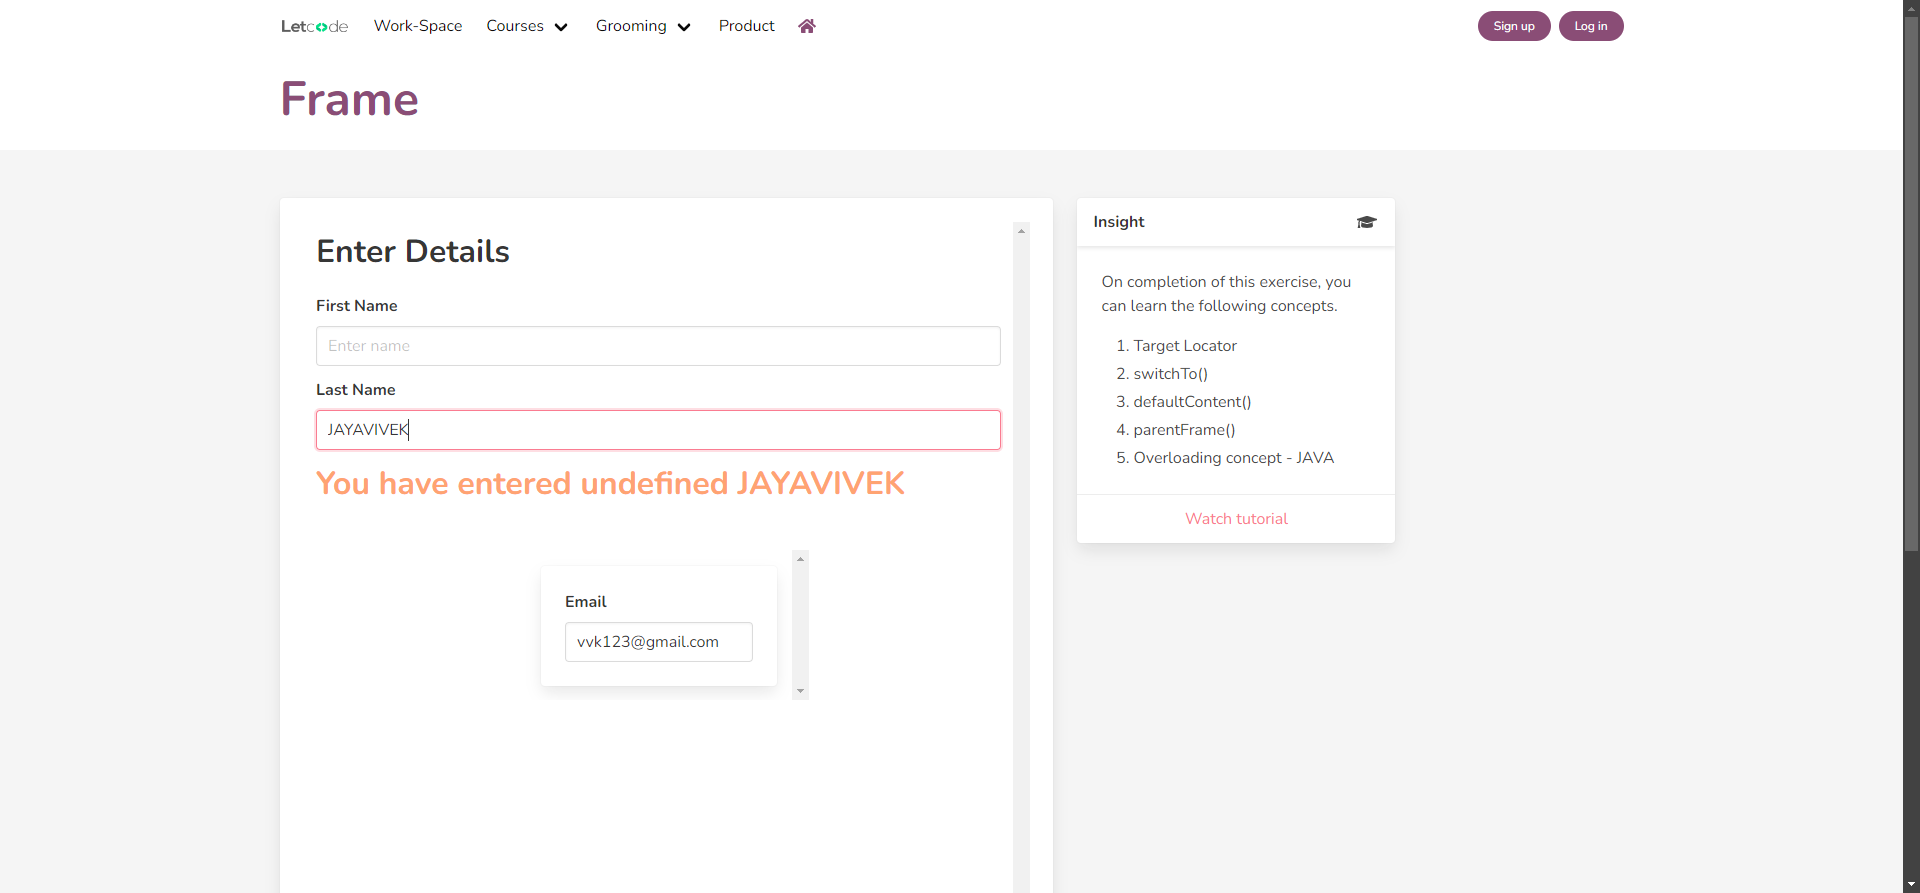 Letcode Work-Space Courses Grooming Product Sign up Log in
Frame
Enter Details
First Name
Enter name
Last Name
JAYAVIVEK
You have entered undefined JAYAVIVEK
Email
vvk123@gmail.com
Insight
On completion of this exercise, you
can learn the following concepts.
1. Target Locator
2. switchTo()
3. defaultContent()
4. parentFrame()
5. Overloading concept - JAVA
Watch tutorial